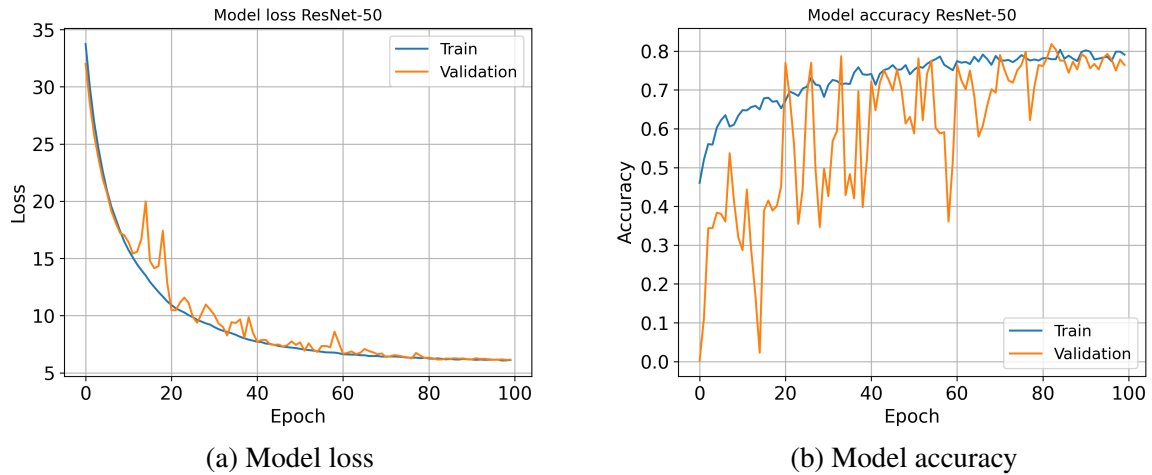 Model loss ResNet-50
35
30
25
20
15
10
5
Loss
0 20 40 60 80 100
Epoch
Train
Validation
(a) Model loss
Model accuracy ResNet-50
0.8
0.7
0.6
0.5
0.4
0.3
0.2
0.1
0.0
Accuracy
0 20 40 60 80 100
Epoch
Train
Validation
(b) Model accuracy